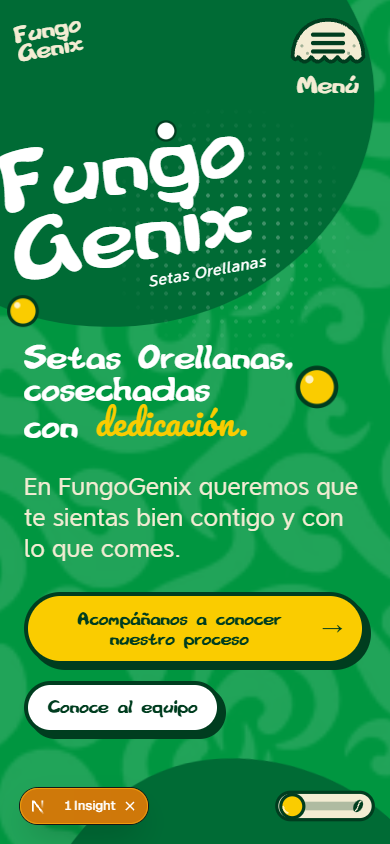 Fungo
Genix
Menú
Fungo
Genix
Setas Orellanas
Setas Orellanas,
cosechadas
con dedicación.
En FungoGenix queremos que
te sientas bien contigo y con
lo que comes.
Acompáñanos a conocer
nuestro proceso →
Conoce al equipo
N 1 Insight ×